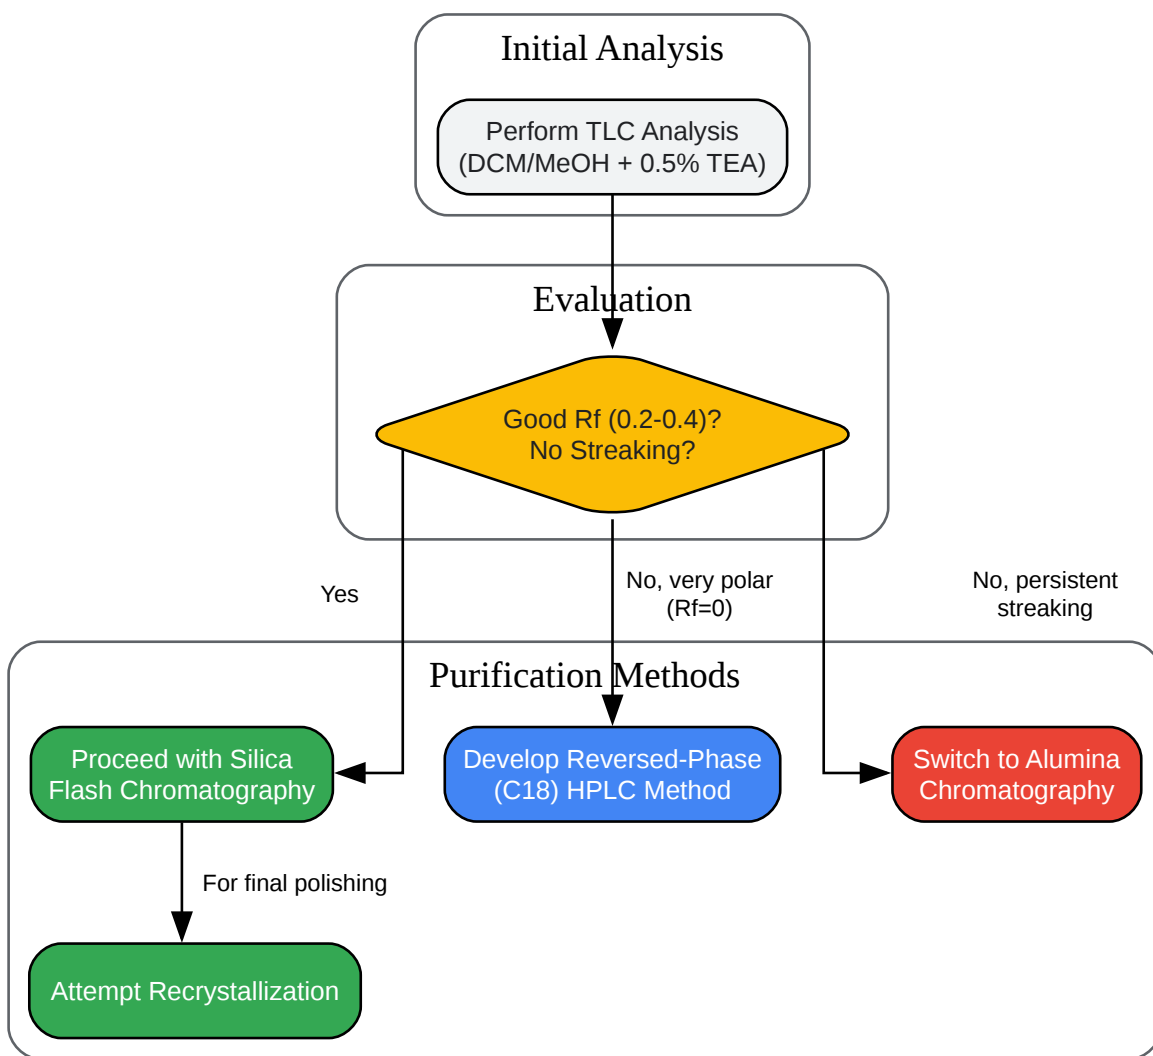 Initial Analysis
Perform TLC Analysis
(DCM/MeOH + 0.5% TEA)
Evaluation
Good Rf (0.2-0.4)?
No Streaking?
Yes
No, very polar
(Rf=0)
No, persistent
streaking
Purification Methods
Proceed with Silica
Flash Chromatography
Develop Reversed-Phase
(C18) HPLC Method
Switch to Alumina
Chromatography
For final polishing
Attempt Recrystallization